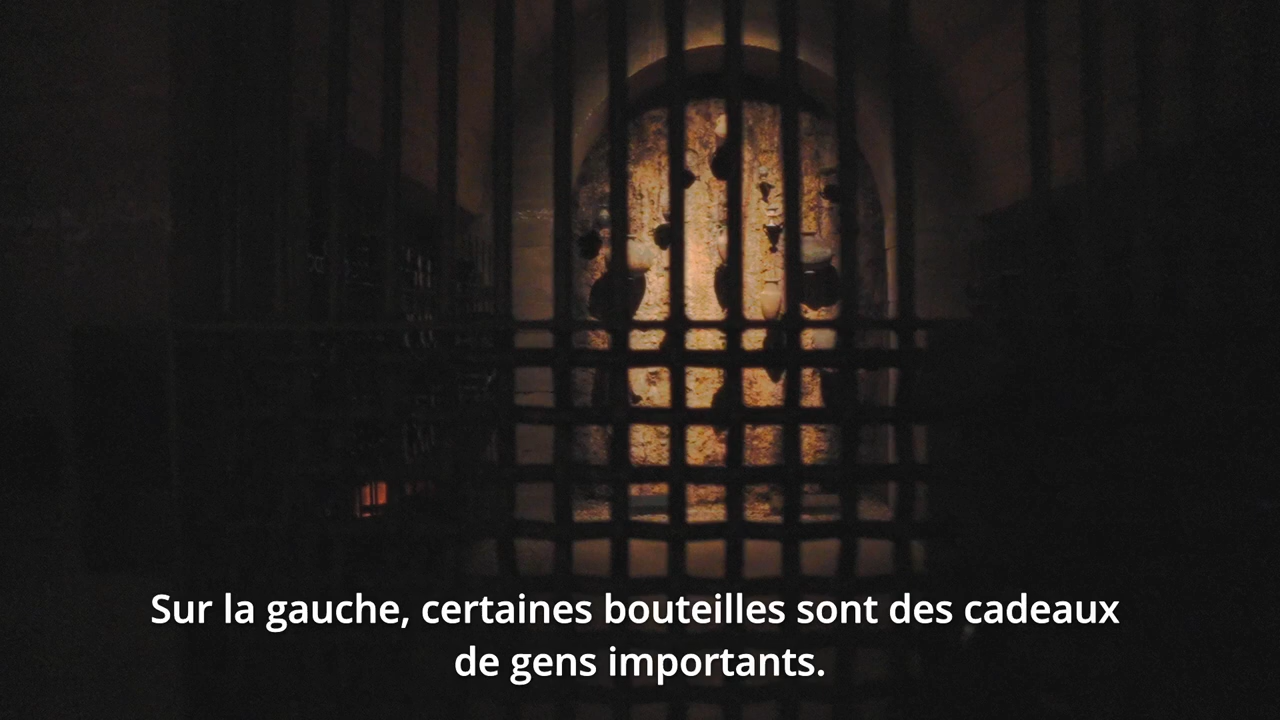 Sur la gauche, certaines bouteilles sont des cadeaux
de gens importants.